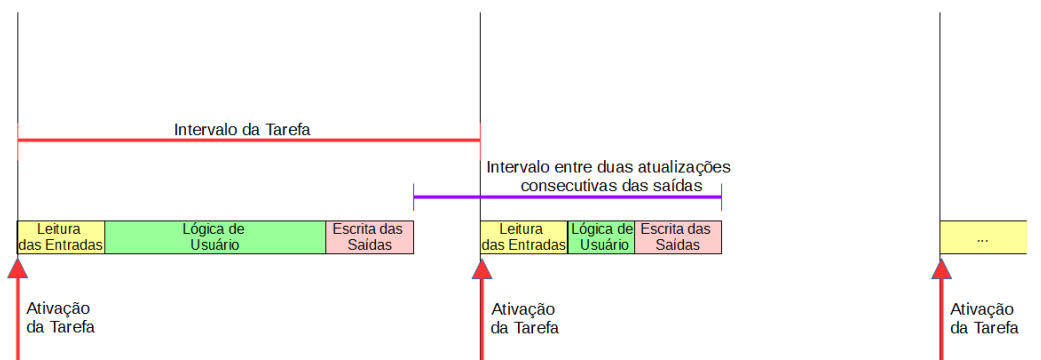 Intervalo da Tarefa
Intervalo entre duas atualizações
consecutivas das saídas
Leitura
das Entradas
Lógica de
Usuário
Escrita das
Saídas
Leitura
das Entradas
Lógica de
Usuário
Escrita das
Saídas
...
Ativação
da Tarefa
Ativação
da Tarefa
Ativação
da Tarefa